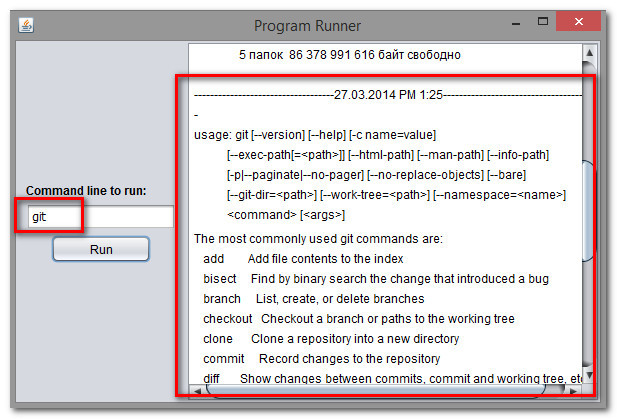 Program Runner
5 папок 86 378 991 616 байт свободно
-----------------------------------27.03.2014 PM 1:25-----------------------------------
-
usage: git [--version] [--help] [-c name=value]
[--exec-path[=<path>]] [--html-path] [--man-path] [--info-path]
[-p|--paginate|--no-pager] [--no-replace-objects] [--bare]
[--git-dir=<path>] [--work-tree=<path>] [--namespace=<name>]
<command> [<args>]
Command line to run:
git
Run
The most commonly used git commands are:
add Add file contents to the index
bisect Find by binary search the change that introduced a bug
branch List, create, or delete branches
checkout Checkout a branch or paths to the working tree
clone Clone a repository into a new directory
commit Record changes to the repository
diff Show changes between commits, commit and working tree, etc